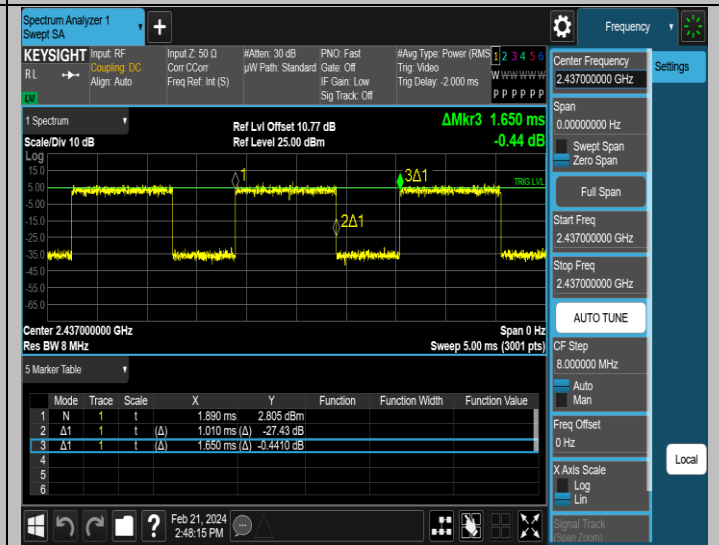 Spectrum Analyzer 1
Swept SA
+
Frequency
KEYSIGHT Input: RF Input Z: 50 Ω #Atten: 30 dB PNO: Fast #Avg Type: Power (RMS 1 2 3 4 5 6
RL Coupling: DC Corr CCorr µW Path: Standard Gate: Off Trig: Video W W W W W W
Align: Auto Freq Ref: Int (S) IF Gain: Low Trig Delay: -2.000 ms
Sig Track: Off P P P P P P
LXI
1 Spectrum
Scale/Div 10 dB
Ref Lvl Offset 10.77 dB
Ref Level 25.00 dBm
ΔMkr3 1.650 ms
-0.44 dB
Log
15.0
5.00
-5.00
-15.0
-25.0
-35.0
-45.0
-55.0
-65.0
1
2Δ1
3Δ1
TRIG LVL
Center 2.437000000 GHz
Res BW 8 MHz
Span 0 Hz
Sweep 5.00 ms (3001 pts)
5 Marker Table
Mode Trace Scale X Y Function Function Width Function Value
1 N 1 t 1.890 ms 2.805 dBm
2 Δ1 1 t (Δ) 1.010 ms (Δ) -27.43 dB
3 Δ1 1 t (Δ) 1.650 ms (Δ) -0.4410 dB
4
5
6
Feb 21, 2024
2:48:15 PM
?
Center Frequency
2.437000000 GHz
Settings
Span
0.00000000 Hz
Swept Span
Zero Span
Full Span
Start Freq
2.437000000 GHz
Stop Freq
2.437000000 GHz
AUTO TUNE
CF Step
8.000000 MHz
Auto
Man
Freq Offset
0 Hz
X Axis Scale
Log
Lin
Local
Signal Track
(Span Zoom)